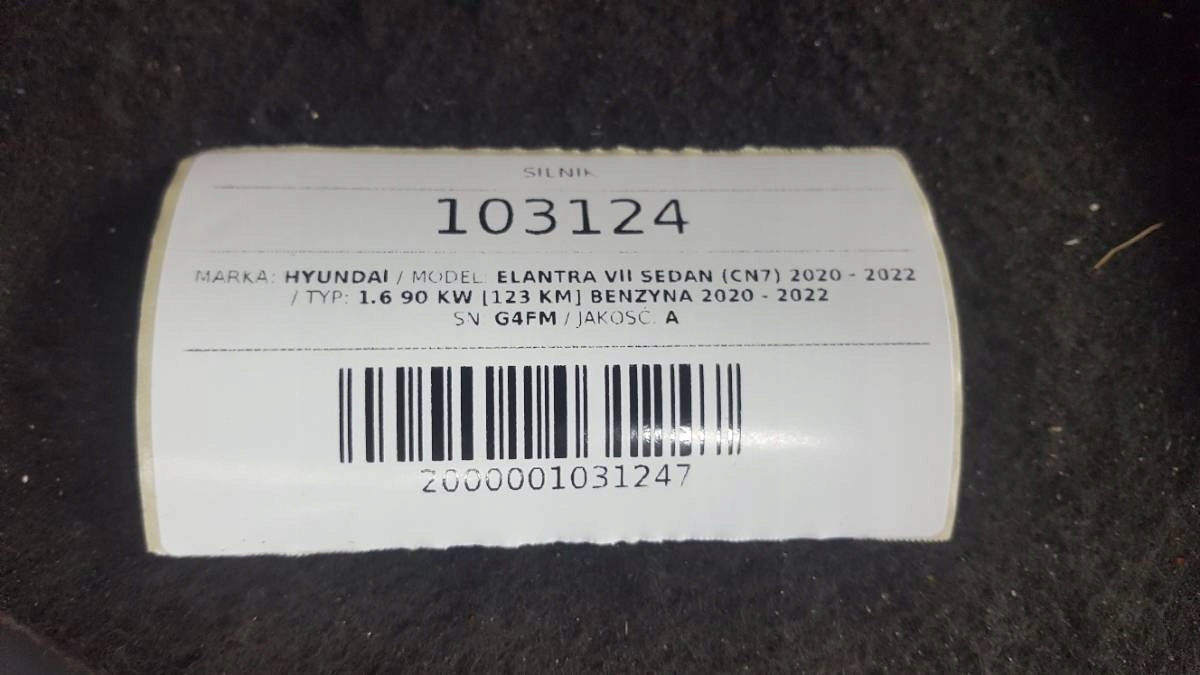 SILNIK
103124
MARKA: HYUNDAI / MODEL: ELANTRA VII SEDAN (CN7) 2020 - 2022
/ TYP: 1.6 90 KW [123 KM] BENZYNA 2020 - 2022
SN: G4FM / JAKOŚĆ: A
2000001031247